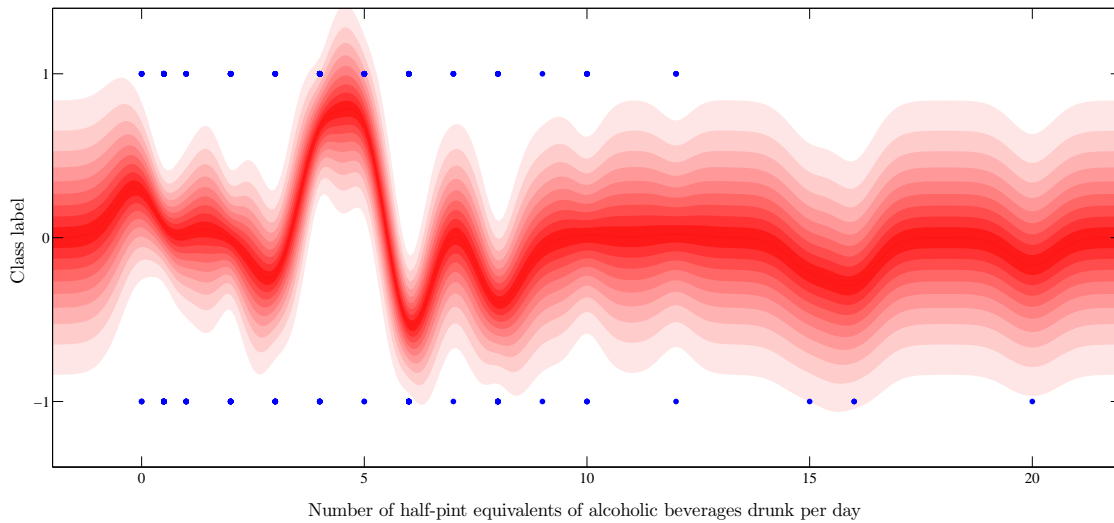 1
0
−1
Class label
0 5 10 15 20
Number of half-pint equivalents of alcoholic beverages drunk per day